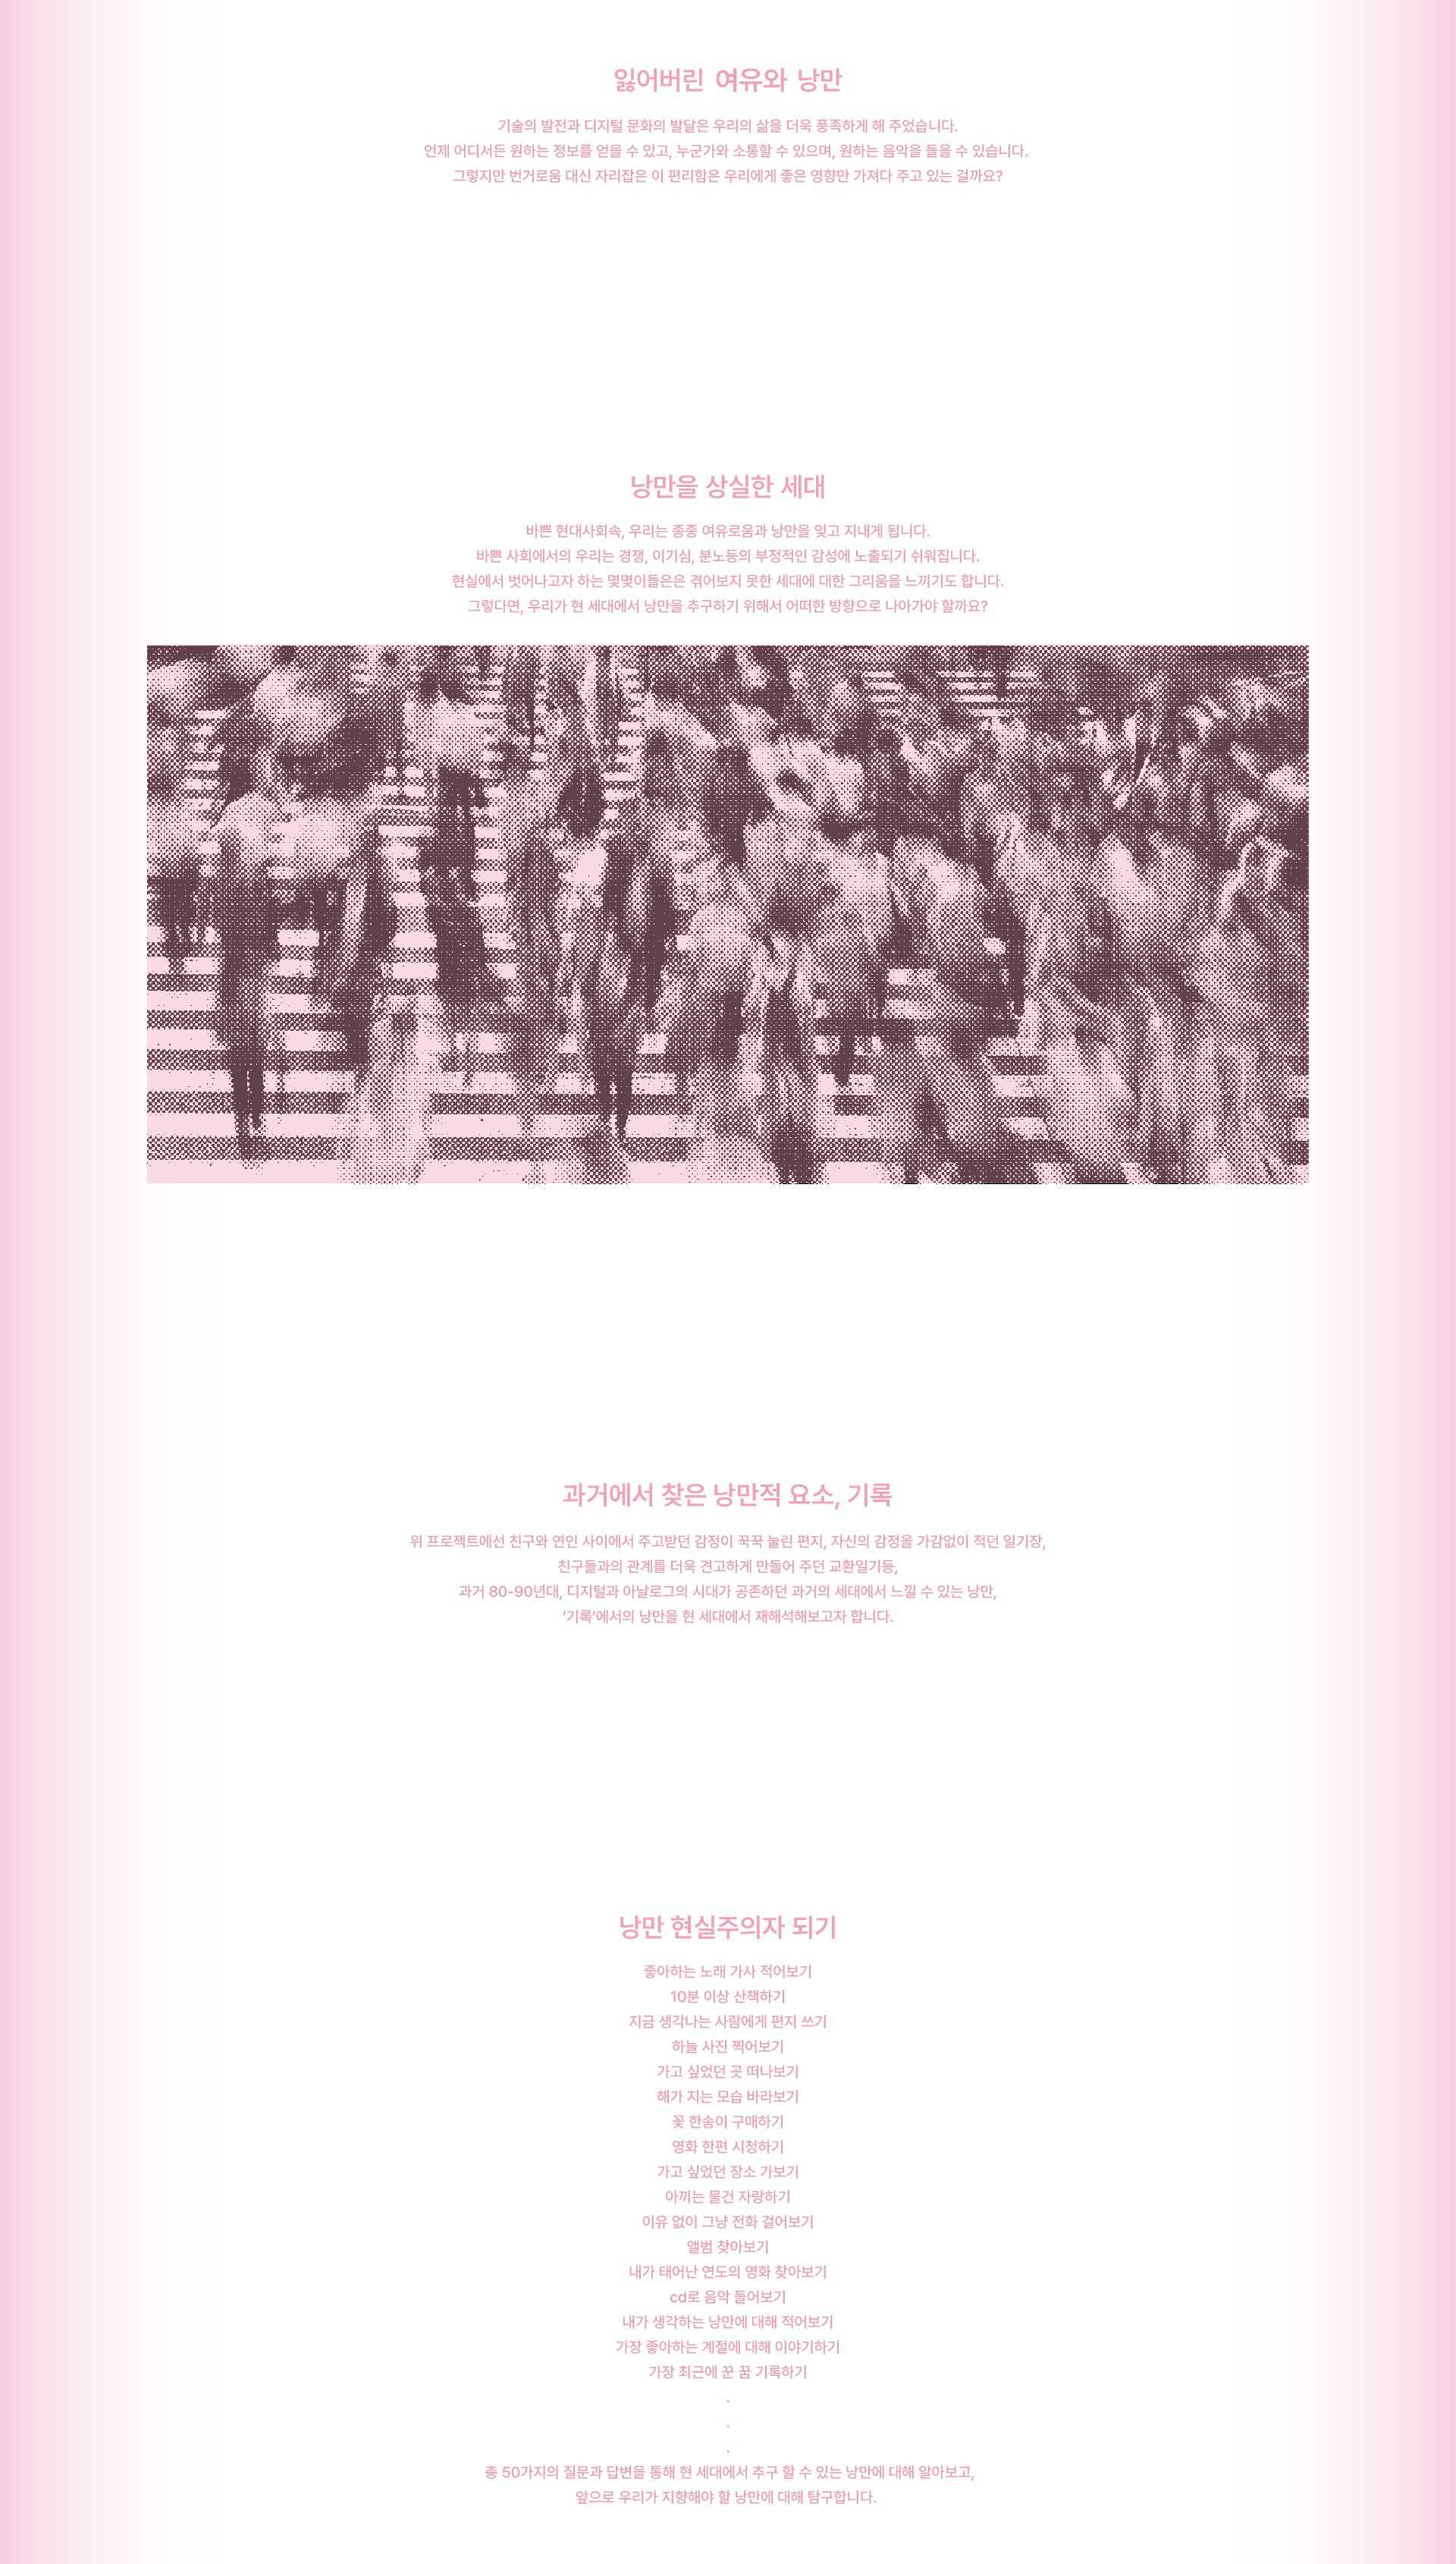 잃어버린 여유와 낭만
기술의 발전과 디지털 문화의 발달은 우리의 삶을 더욱 풍족하게 해 주었습니다.
언제 어디서든 원하는 정보를 얻을 수 있고, 누군가와 소통할 수 있으며, 원하는 음악을 들을 수 있습니다.
그렇지만 번거로움 대신 자리잡은 이 편리함은 우리에게 좋은 영향만 가져다 주고 있는 걸까요?
낭만을 상실한 세대
바쁜 현대사회속, 우리는 종종 여유로움과 낭만을 잊고 지내게 됩니다.
바쁜 사회에서의 우리는 경쟁, 이기심, 분노등의 부정적인 감성에 노출되기 쉬워집니다.
현실에서 벗어나고자 하는 몇몇이들은은 겪어보지 못한 세대에 대한 그리움을 느끼기도 합니다.
그렇다면, 우리가 현 세대에서 낭만을 추구하기 위해서 어떠한 방향으로 나아가야 할까요?
과거에서 찾은 낭만적 요소, 기록
위 프로젝트에선 친구와 연인 사이에서 주고받던 감정이 꾹꾹 눌린 편지, 자신의 감정을 가감없이 적던 일기장,
친구들과의 관계를 더욱 견고하게 만들어 주던 교환일기등,
과거 80-90년대, 디지털과 아날로그의 시대가 공존하던 과거의 세대에서 느낄 수 있는 낭만,
‘기록’에서의 낭만을 현 세대에서 재해석해보고자 합니다.
낭만 현실주의자 되기
좋아하는 노래 가사 적어보기
10분 이상 산책하기
지금 생각나는 사람에게 편지 쓰기
하늘 사진 찍어보기
가고 싶었던 곳 떠나보기
해가 지는 모습 바라보기
꽃 한송이 구매하기
영화 한편 시청하기
가고 싶었던 장소 가보기
아끼는 물건 자랑하기
이유 없이 그냥 전화 걸어보기
앨범 찾아보기
내가 태어난 연도의 영화 찾아보기
cd로 음악 들어보기
내가 생각하는 낭만에 대해 적어보기
가장 좋아하는 계절에 대해 이야기하기
가장 최근에 꾼 꿈 기록하기
.
.
.
총 50가지의 질문과 답변을 통해 현 세대에서 추구 할 수 있는 낭만에 대해 알아보고,
앞으로 우리가 지향해야 할 낭만에 대해 탐구합니다.